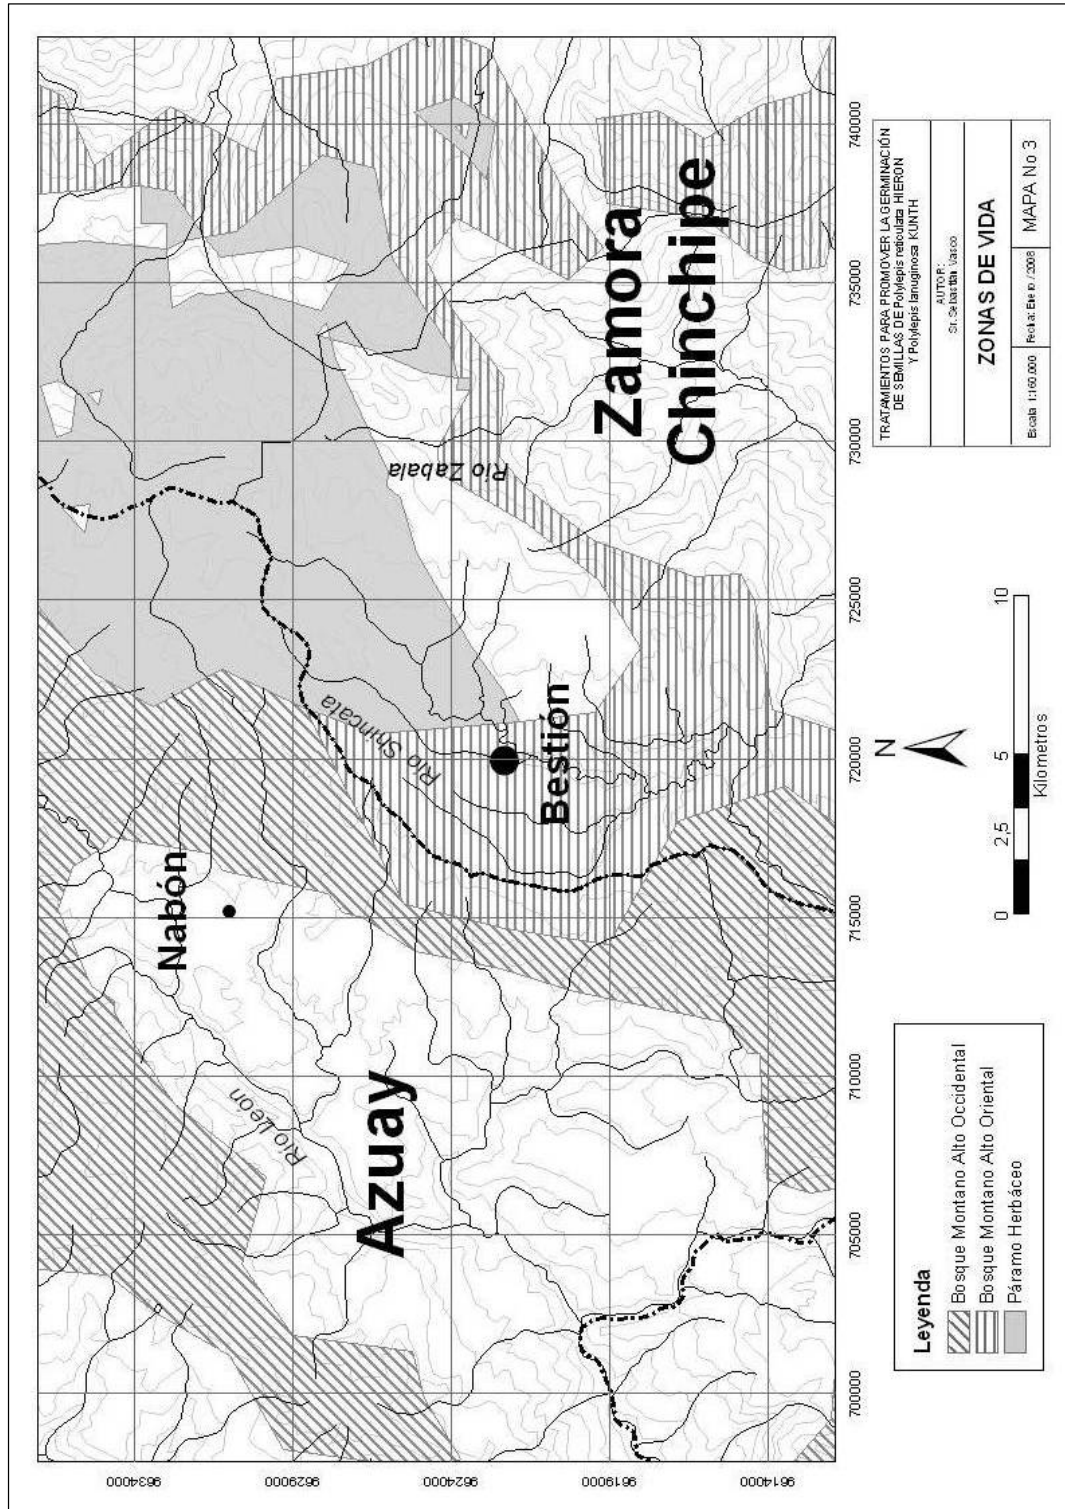 Nabón
Río León
Azuay
Río Shincata
Bestión
Río Zabala
Zamora
Chinchipe
9634000
9629000
9624000
9619000
9614000
700000
705000
710000
715000
720000
725000
730000
735000
740000
Leyenda
Bosque Montano Alto Occidental
Bosque Montano Alto Oriental
Páramo Herbáceo
N
0
2,5
5
10
Kilometros
TRATAMIENTOS PARA PROMOVER LA GERMINACIÓN
DE SEMILLAS DE Polylepis reticulata HIERON
Y Polylepis lanuginosa KUNTH
AUTOR:
Sr. Sebastián Vasco
ZONAS DE VIDA
Escala 1:160.000
Fecha: Enero / 2008
MAPA No 3